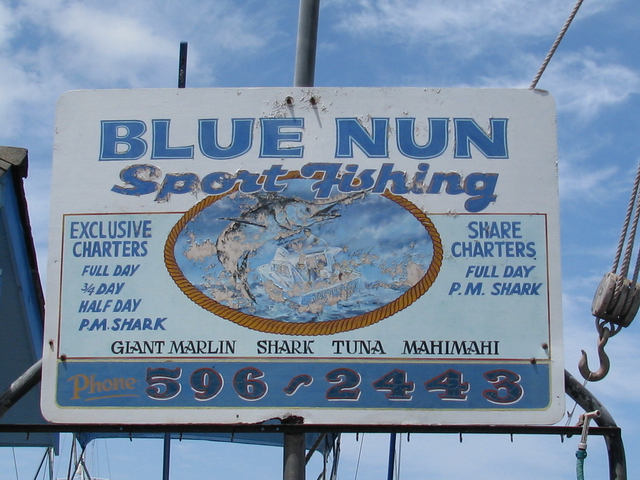 BLUE NUN
Sport Fishing
EXCLUSIVE
CHARTERS
FULL DAY
¾ DAY
HALF DAY
P.M. SHARK
SHARE
CHARTERS.
FULL DAY
P.M. SHARK
GIANT MARLIN SHARK TUNA MAHIMAHI
Phone 596-2443